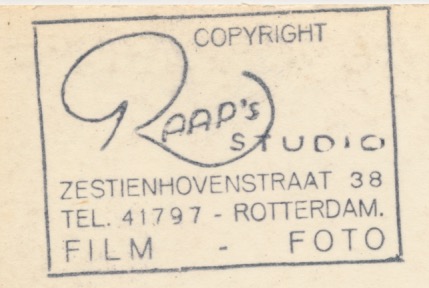 COPYRIGHT
RAAP's
STUDIO
ZESTIENHOVENSTRAAT 38
TEL. 41797 - ROTTERDAM.
FILM - FOTO